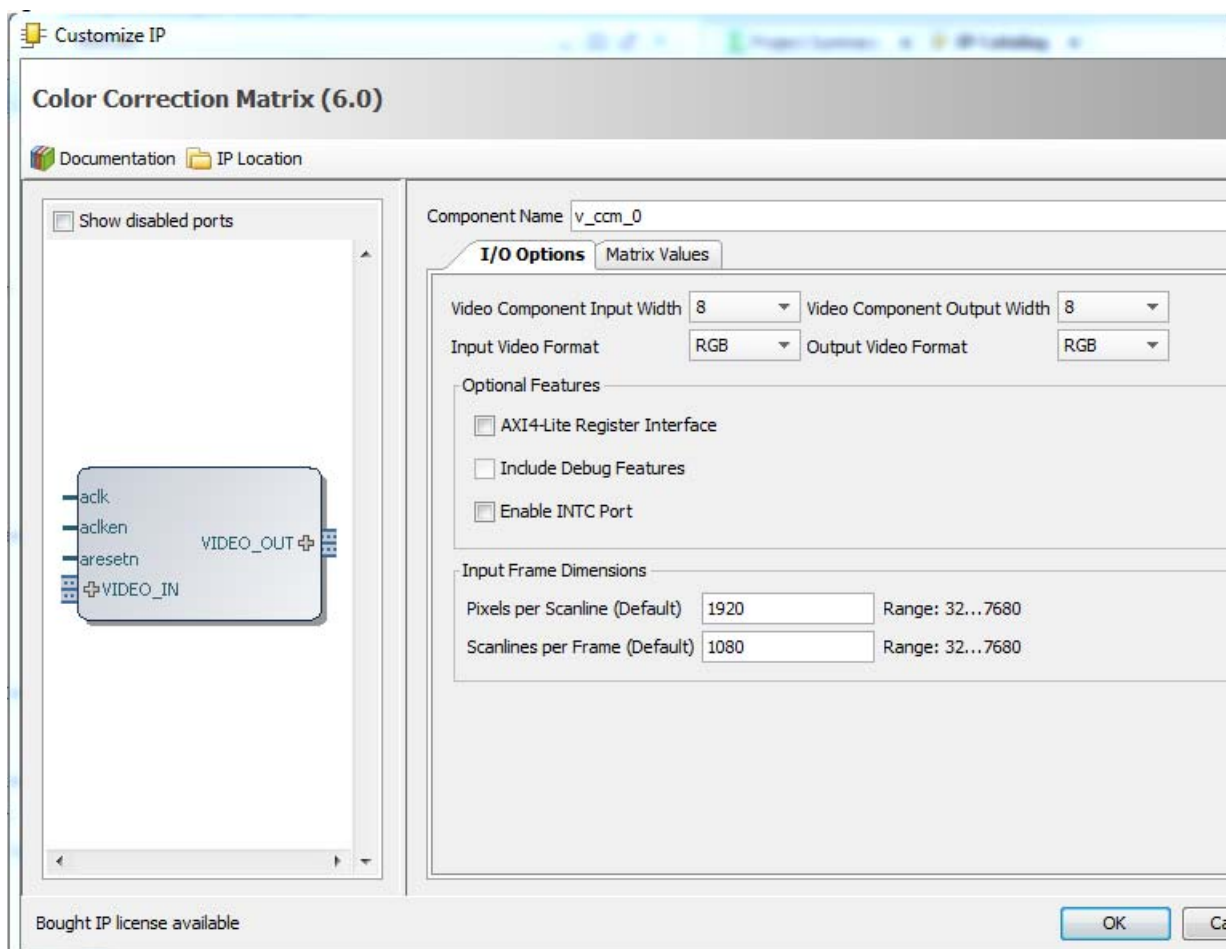 Customize IP
IP Catalog
Color Correction Matrix (6.0)
Documentation IP Location
Show disabled ports
Component Name v_ccm_0
I/O Options Matrix Values
Video Component Input Width 8 Video Component Output Width 8
Input Video Format RGB Output Video Format RGB
Optional Features
AXI4-Lite Register Interface
Include Debug Features
Enable INTC Port
aclk
aclken
VIDEO_OUT
aresetn
VIDEO_IN
Input Frame Dimensions
Pixels per Scanline (Default) 1920 Range: 32...7680
Scanlines per Frame (Default) 1080 Range: 32...7680
Bought IP license available
OK
Ca